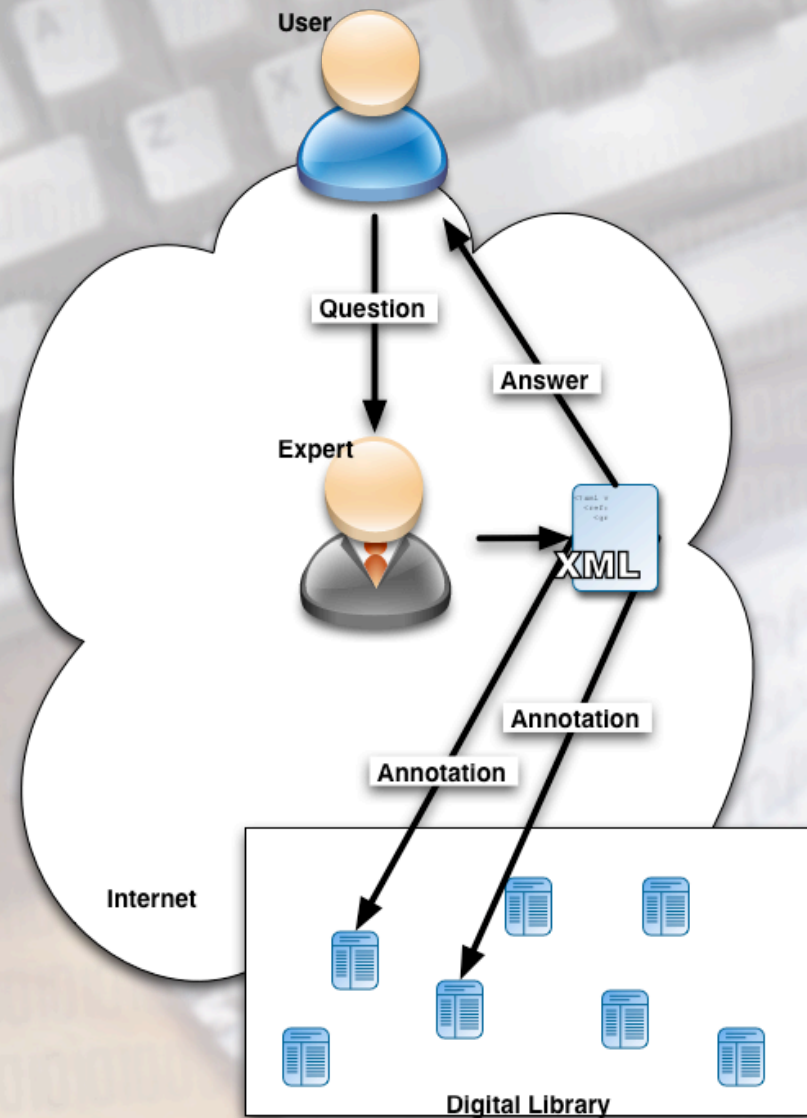 User
Question
Answer
Expert
XML
Annotation
Annotation
Internet
Digital Library